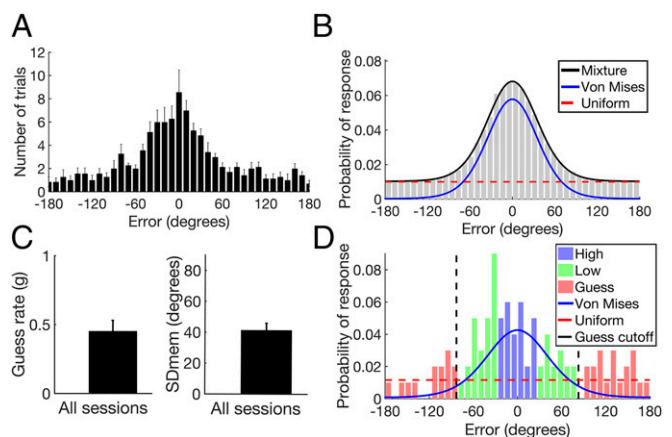 A
Number of trials
12
10
8
6
4
2
0
-180 -120 -60 0 60 120 180
Error (degrees)
B
Probability of response
0.08
0.06
0.04
0.02
0
-180 -120 -60 0 60 120 180
Error (degrees)
Mixture
Von Mises
Uniform
C
Guess rate (g)
1
0.5
0
All sessions
SDmem (degrees)
80
60
40
20
0
All sessions
D
Probability of response
0.08
0.06
0.04
0.02
0
-180 -120 -60 0 60 120 180
Error (degrees)
High
Low
Guess
Von Mises
Uniform
Guess cutoff